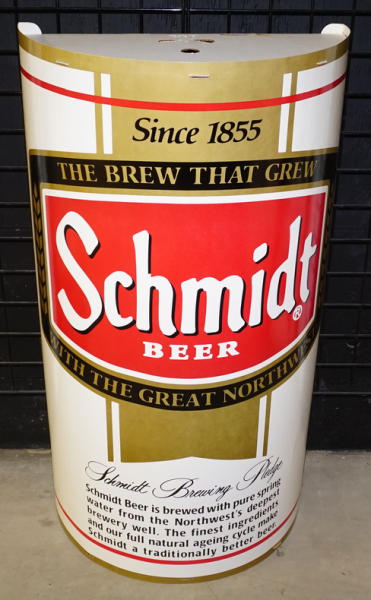 Since 1855
THE BREW THAT GREW
Schmidt®
BEER
WITH THE GREAT NORTHWEST
Schmidt Brewing Pledge
Schmidt Beer is brewed with pure spring
water from the Northwest's deepest
brewery well. The finest ingredients
and our full natural ageing cycle make
Schmidt a traditionally better beer.